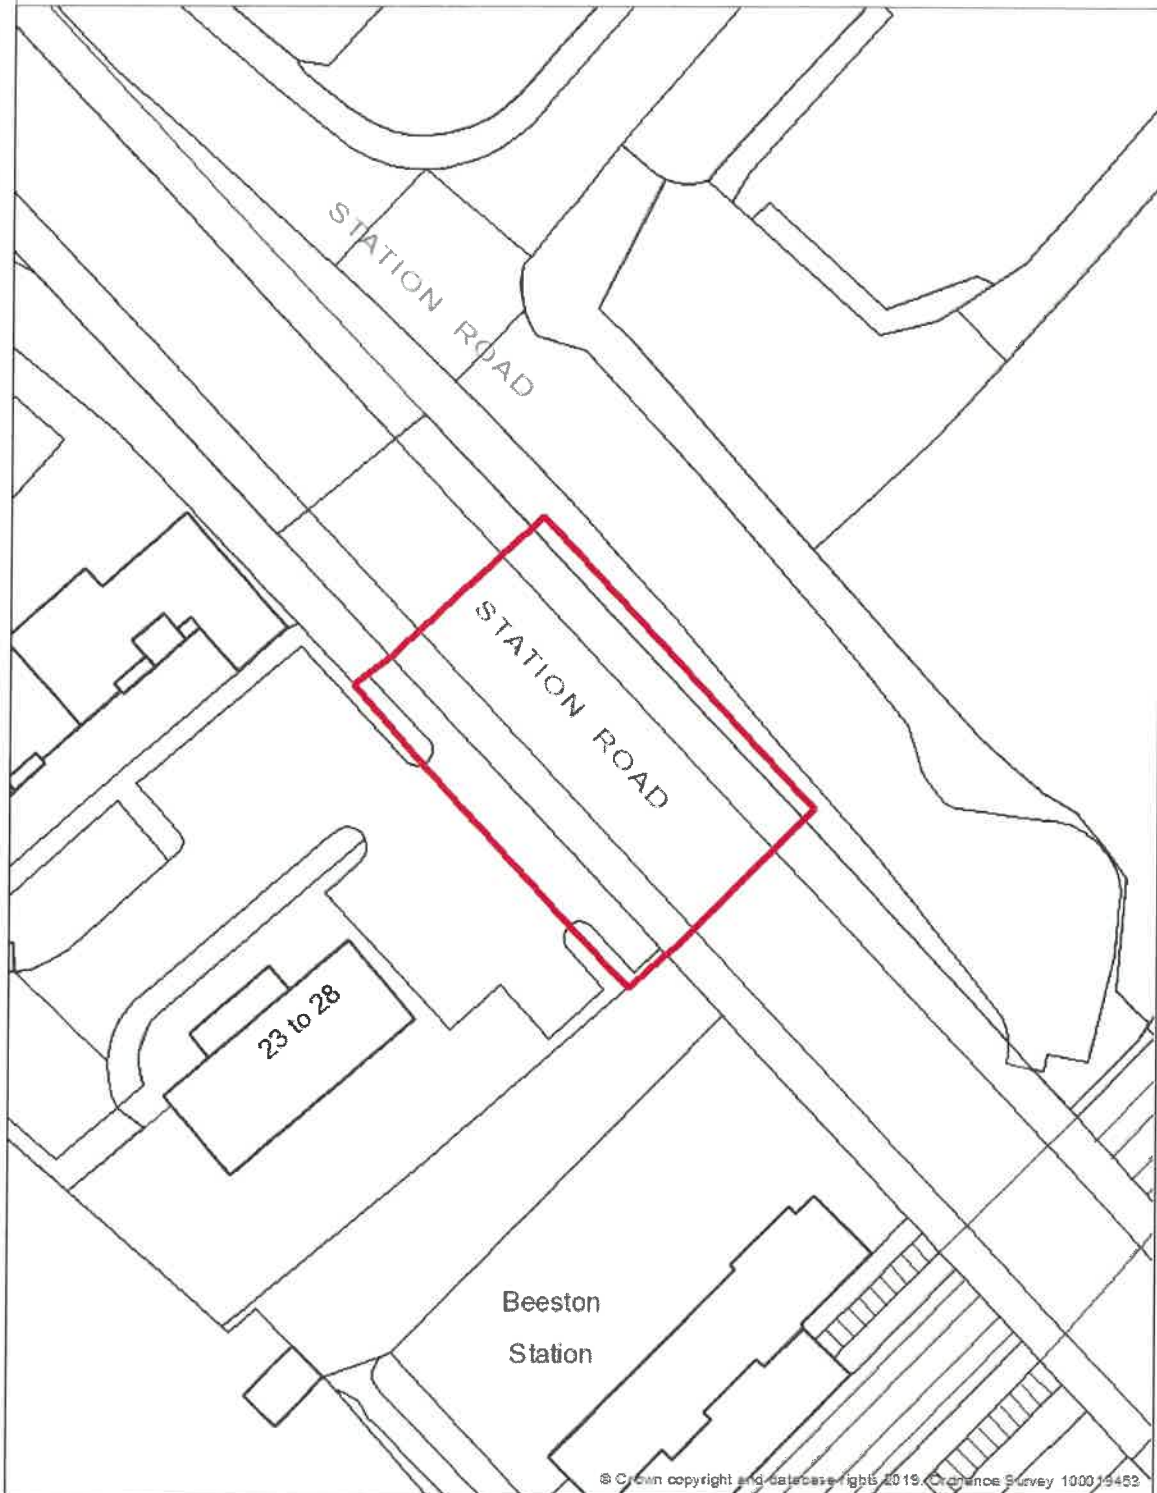 STATION ROAD
STATION ROAD
23 to 28
Beeston
Station
© Crown copyright and database rights 2019. Ordnance Survey 100019453